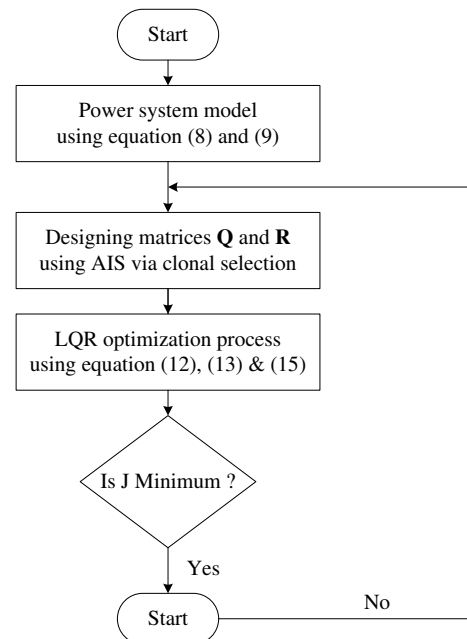 Start
Power system model
using equation (8) and (9)
Designing matrices Q and R
using AIS via clonal selection
LQR optimization process
using equation (12), (13) & (15)
Is J Minimum ?
Yes
Start
No